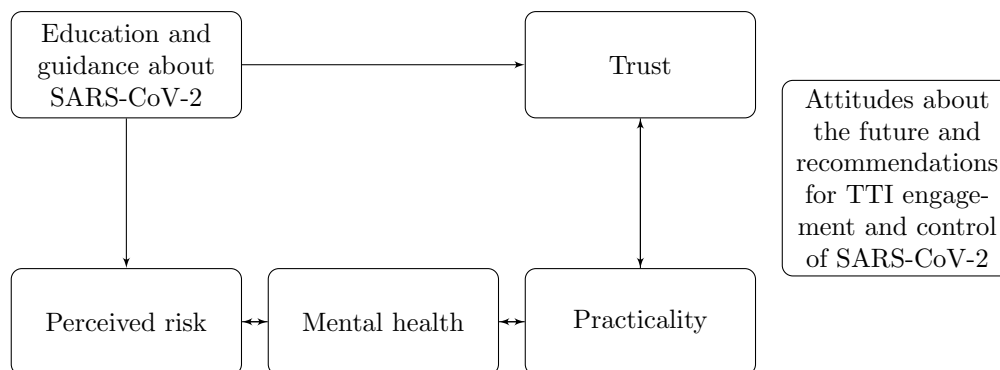 Education and
guidance about
SARS-CoV-2
Trust
Attitudes about
the future and
recommendations
for TTI engage-
ment and control
of SARS-CoV-2
Perceived risk
Mental health
Practicality